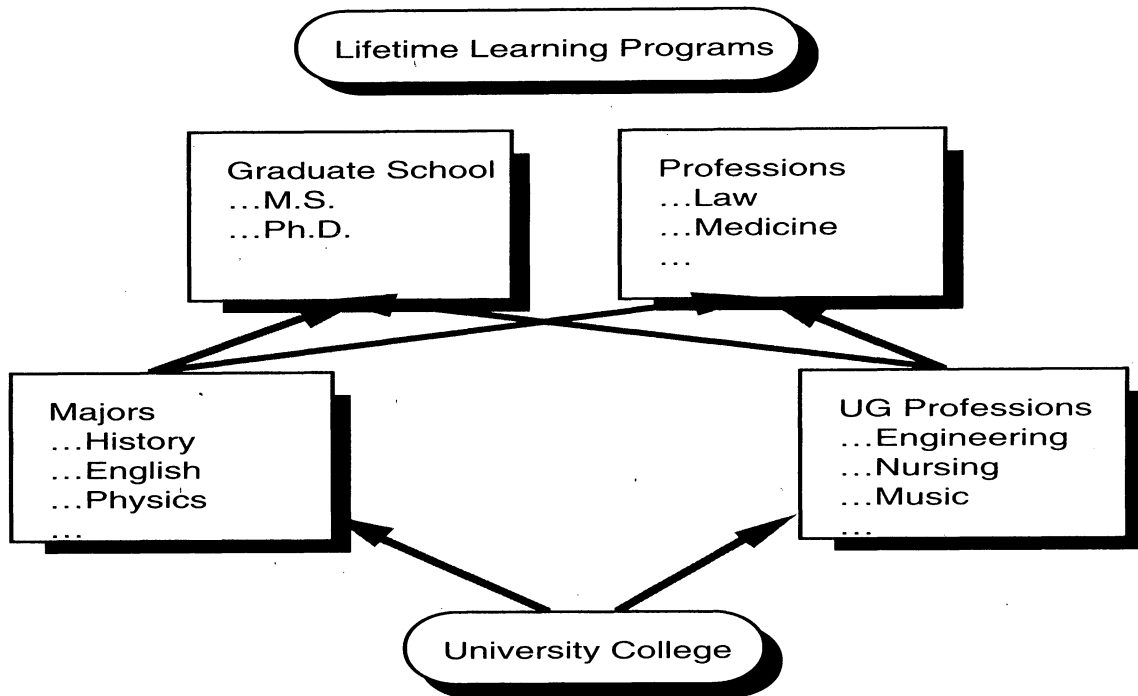 Lifetime Learning Programs
Graduate School
...M.S.
...Ph.D.
Professions
...Law
...Medicine
...
Majors
...History
...English
...Physics
...
UG Professions
...Engineering
...Nursing
...Music
...
University College